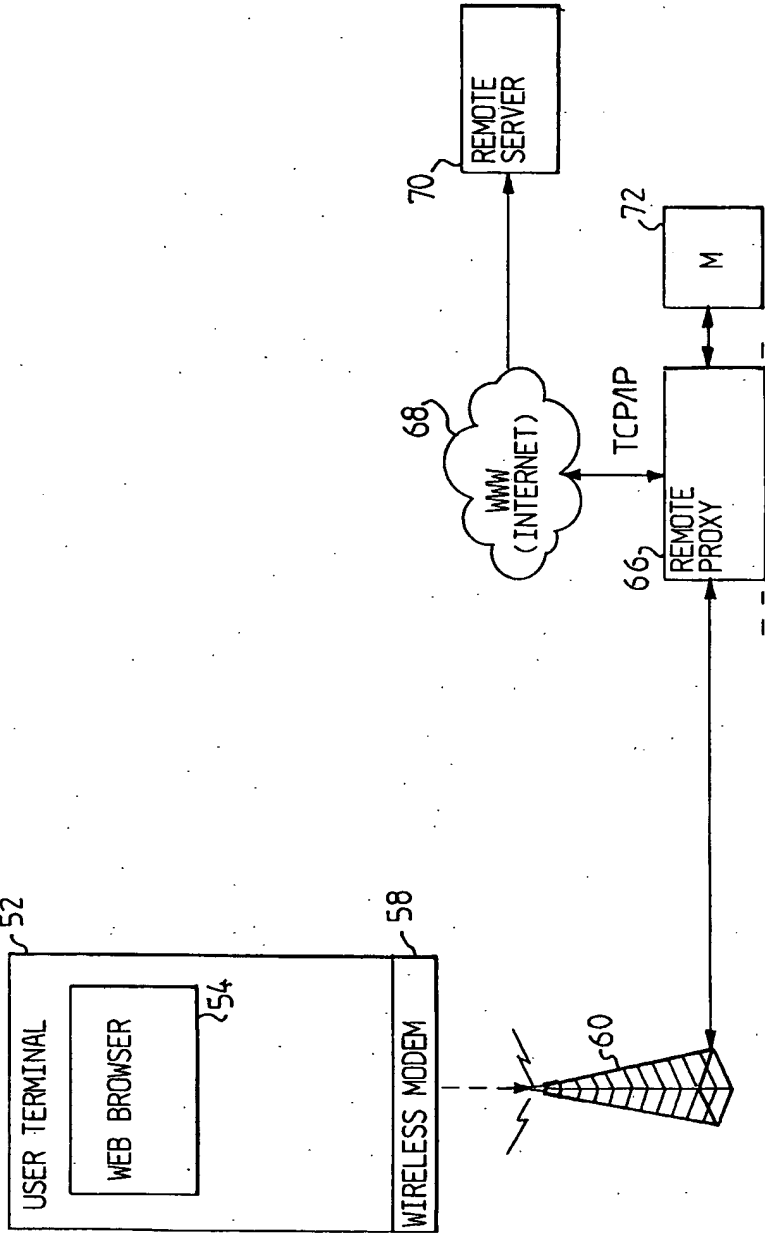 USER TERMINAL
52
WEB BROWSER
54
WIRELESS MODEM
58
60
68
WWW
(INTERNET)
70
REMOTE
SERVER
TCP/IP
66
REMOTE
PROXY
72
M